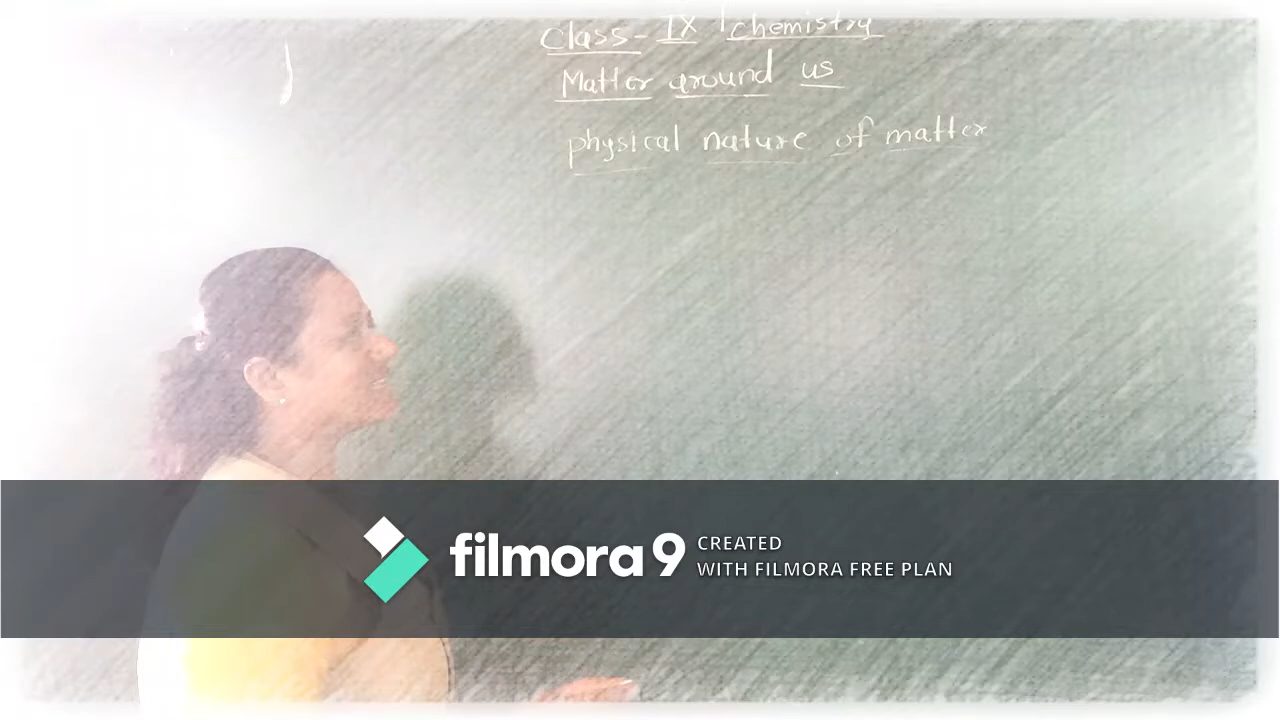 Class- IX chemistry
Matter around us
physical nature of matter
filmora 9 CREATED
WITH FILMORA FREE PLAN